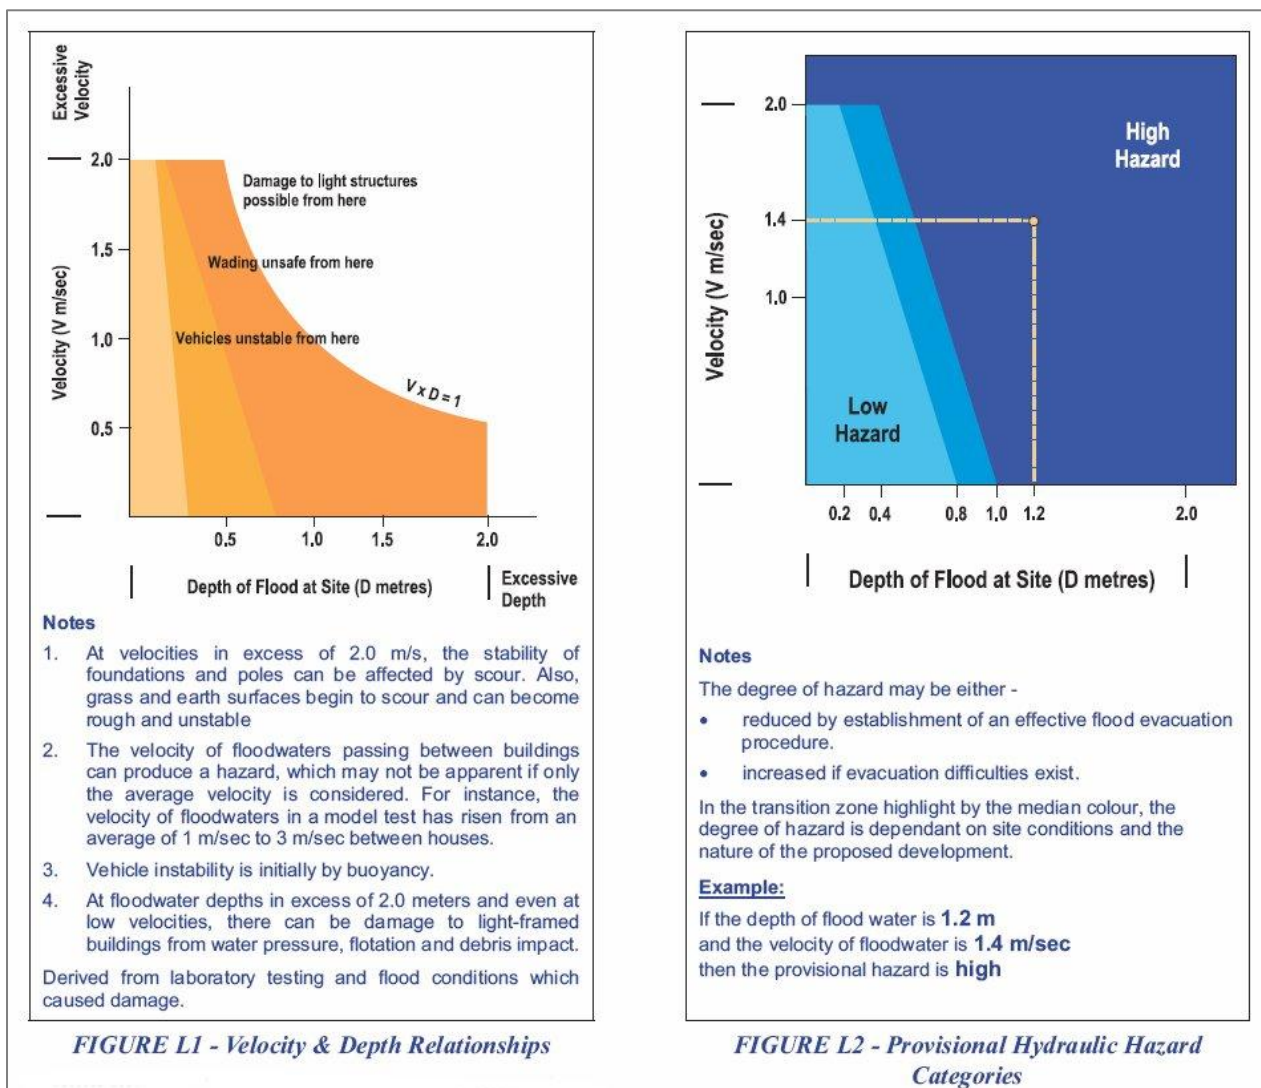 Excessive
Velocity
2.0
1.5
1.0
0.5
Velocity (V m/sec)
Damage to light structures
possible from here
Wading unsafe from here
Vehicles unstable from here
V x D = 1
0.5 1.0 1.5 2.0
Depth of Flood at Site (D metres)
Excessive
Depth
Notes
1. At velocities in excess of 2.0 m/s, the stability of
foundations and poles can be affected by scour. Also,
grass and earth surfaces begin to scour and can become
rough and unstable
2. The velocity of floodwaters passing between buildings
can produce a hazard, which may not be apparent if only
the average velocity is considered. For instance, the
velocity of floodwaters in a model test has risen from an
average of 1 m/sec to 3 m/sec between houses.
3. Vehicle instability is initially by buoyancy.
4. At floodwater depths in excess of 2.0 meters and even at
low velocities, there can be damage to light-framed
buildings from water pressure, flotation and debris impact.
Derived from laboratory testing and flood conditions which
caused damage.
FIGURE L1 - Velocity & Depth Relationships
2.0
1.4
1.0
Velocity (V m/sec)
High
Hazard
Low
Hazard
0.2 0.4 0.8 1.0 1.2 2.0
Depth of Flood at Site (D metres)
Notes
The degree of hazard may be either -
• reduced by establishment of an effective flood evacuation
procedure.
• increased if evacuation difficulties exist.
In the transition zone highlight by the median colour, the
degree of hazard is dependant on site conditions and the
nature of the proposed development.
Example:
If the depth of flood water is 1.2 m
and the velocity of floodwater is 1.4 m/sec
then the provisional hazard is high
FIGURE L2 - Provisional Hydraulic Hazard
Categories